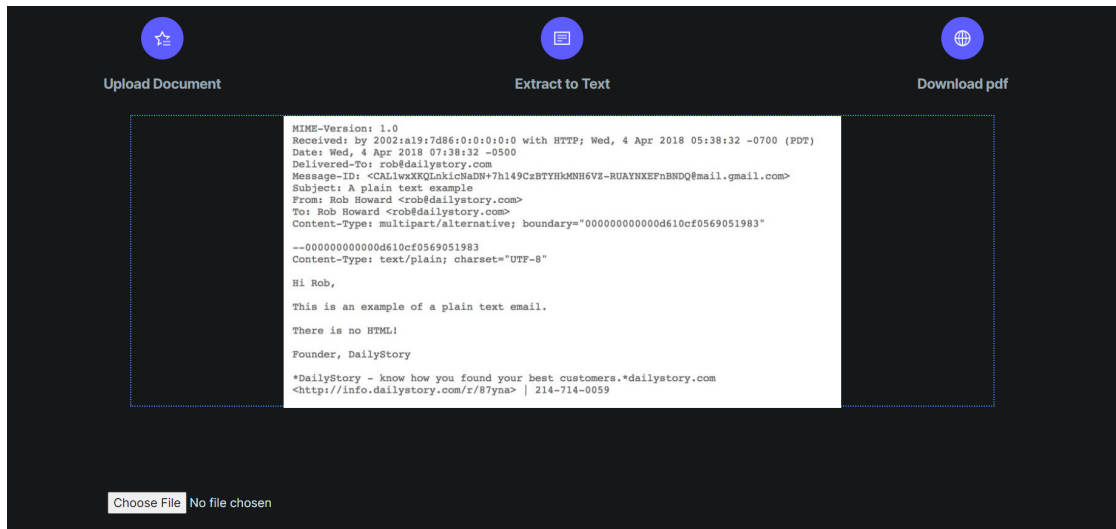 Upload Document
Extract to Text
Download pdf
MIME-Version: 1.0
Received: by 2002:a19:7d86:0:0:0:0:0 with HTTP; Wed, 4 Apr 2018 05:38:32 -0700 (PDT)
Date: Wed, 4 Apr 2018 07:38:32 -0500
Delivered-To: rob@dailystory.com
Message-ID: <CAL1wxXKQLnkicNaDN+7h149CzBTYHkMNH6VZ-RUAYNXEFnBNDQ@mail.gmail.com>
Subject: A plain text example
From: Rob Howard <rob@dailystory.com>
To: Rob Howard <rob@dailystory.com>
Content-Type: multipart/alternative; boundary="000000000000d610cf0569051983"
--000000000000d610cf0569051983
Content-Type: text/plain; charset="UTF-8"
Hi Rob,
This is an example of a plain text email.
There is no HTML!
Founder, DailyStory
*DailyStory - know how you found your best customers.*dailystory.com
<http://info.dailystory.com/r/87yna> | 214-714-0059
Choose File No file chosen